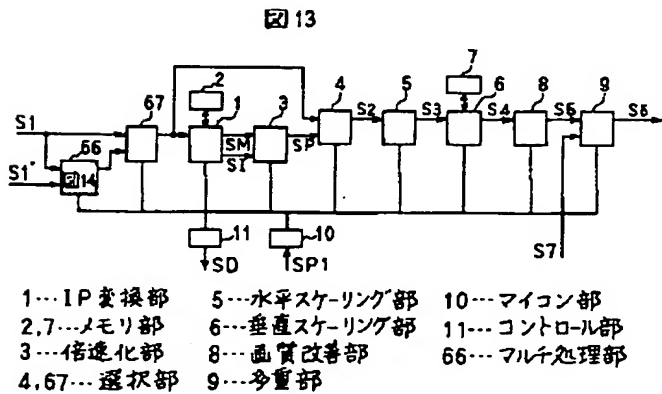 図13
67
2
1
3
4
5
7
6
8
9
S1
SM
SI
SP
S2
S3
S4
S5
S6
66
図14
S1'
11
10
SD
SP1
S7
1…IP変換部 5…水平スケーリング部 10…マイコン部
2,7…メモリ部 6…垂直スケーリング部 11…コントロール部
3…倍速化部 8…画質改善部 66…マルチ処理部
4,67…選択部 9…多重部